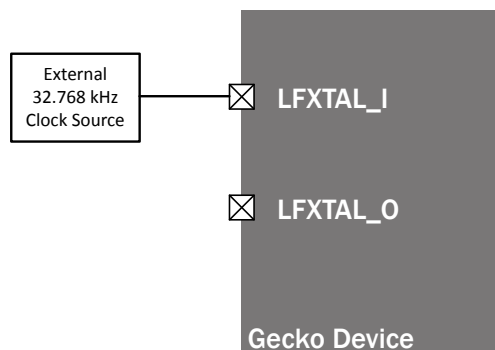 External
32.768 kHz
Clock Source
LFXTAL_I
LFXTAL_O
Gecko Device